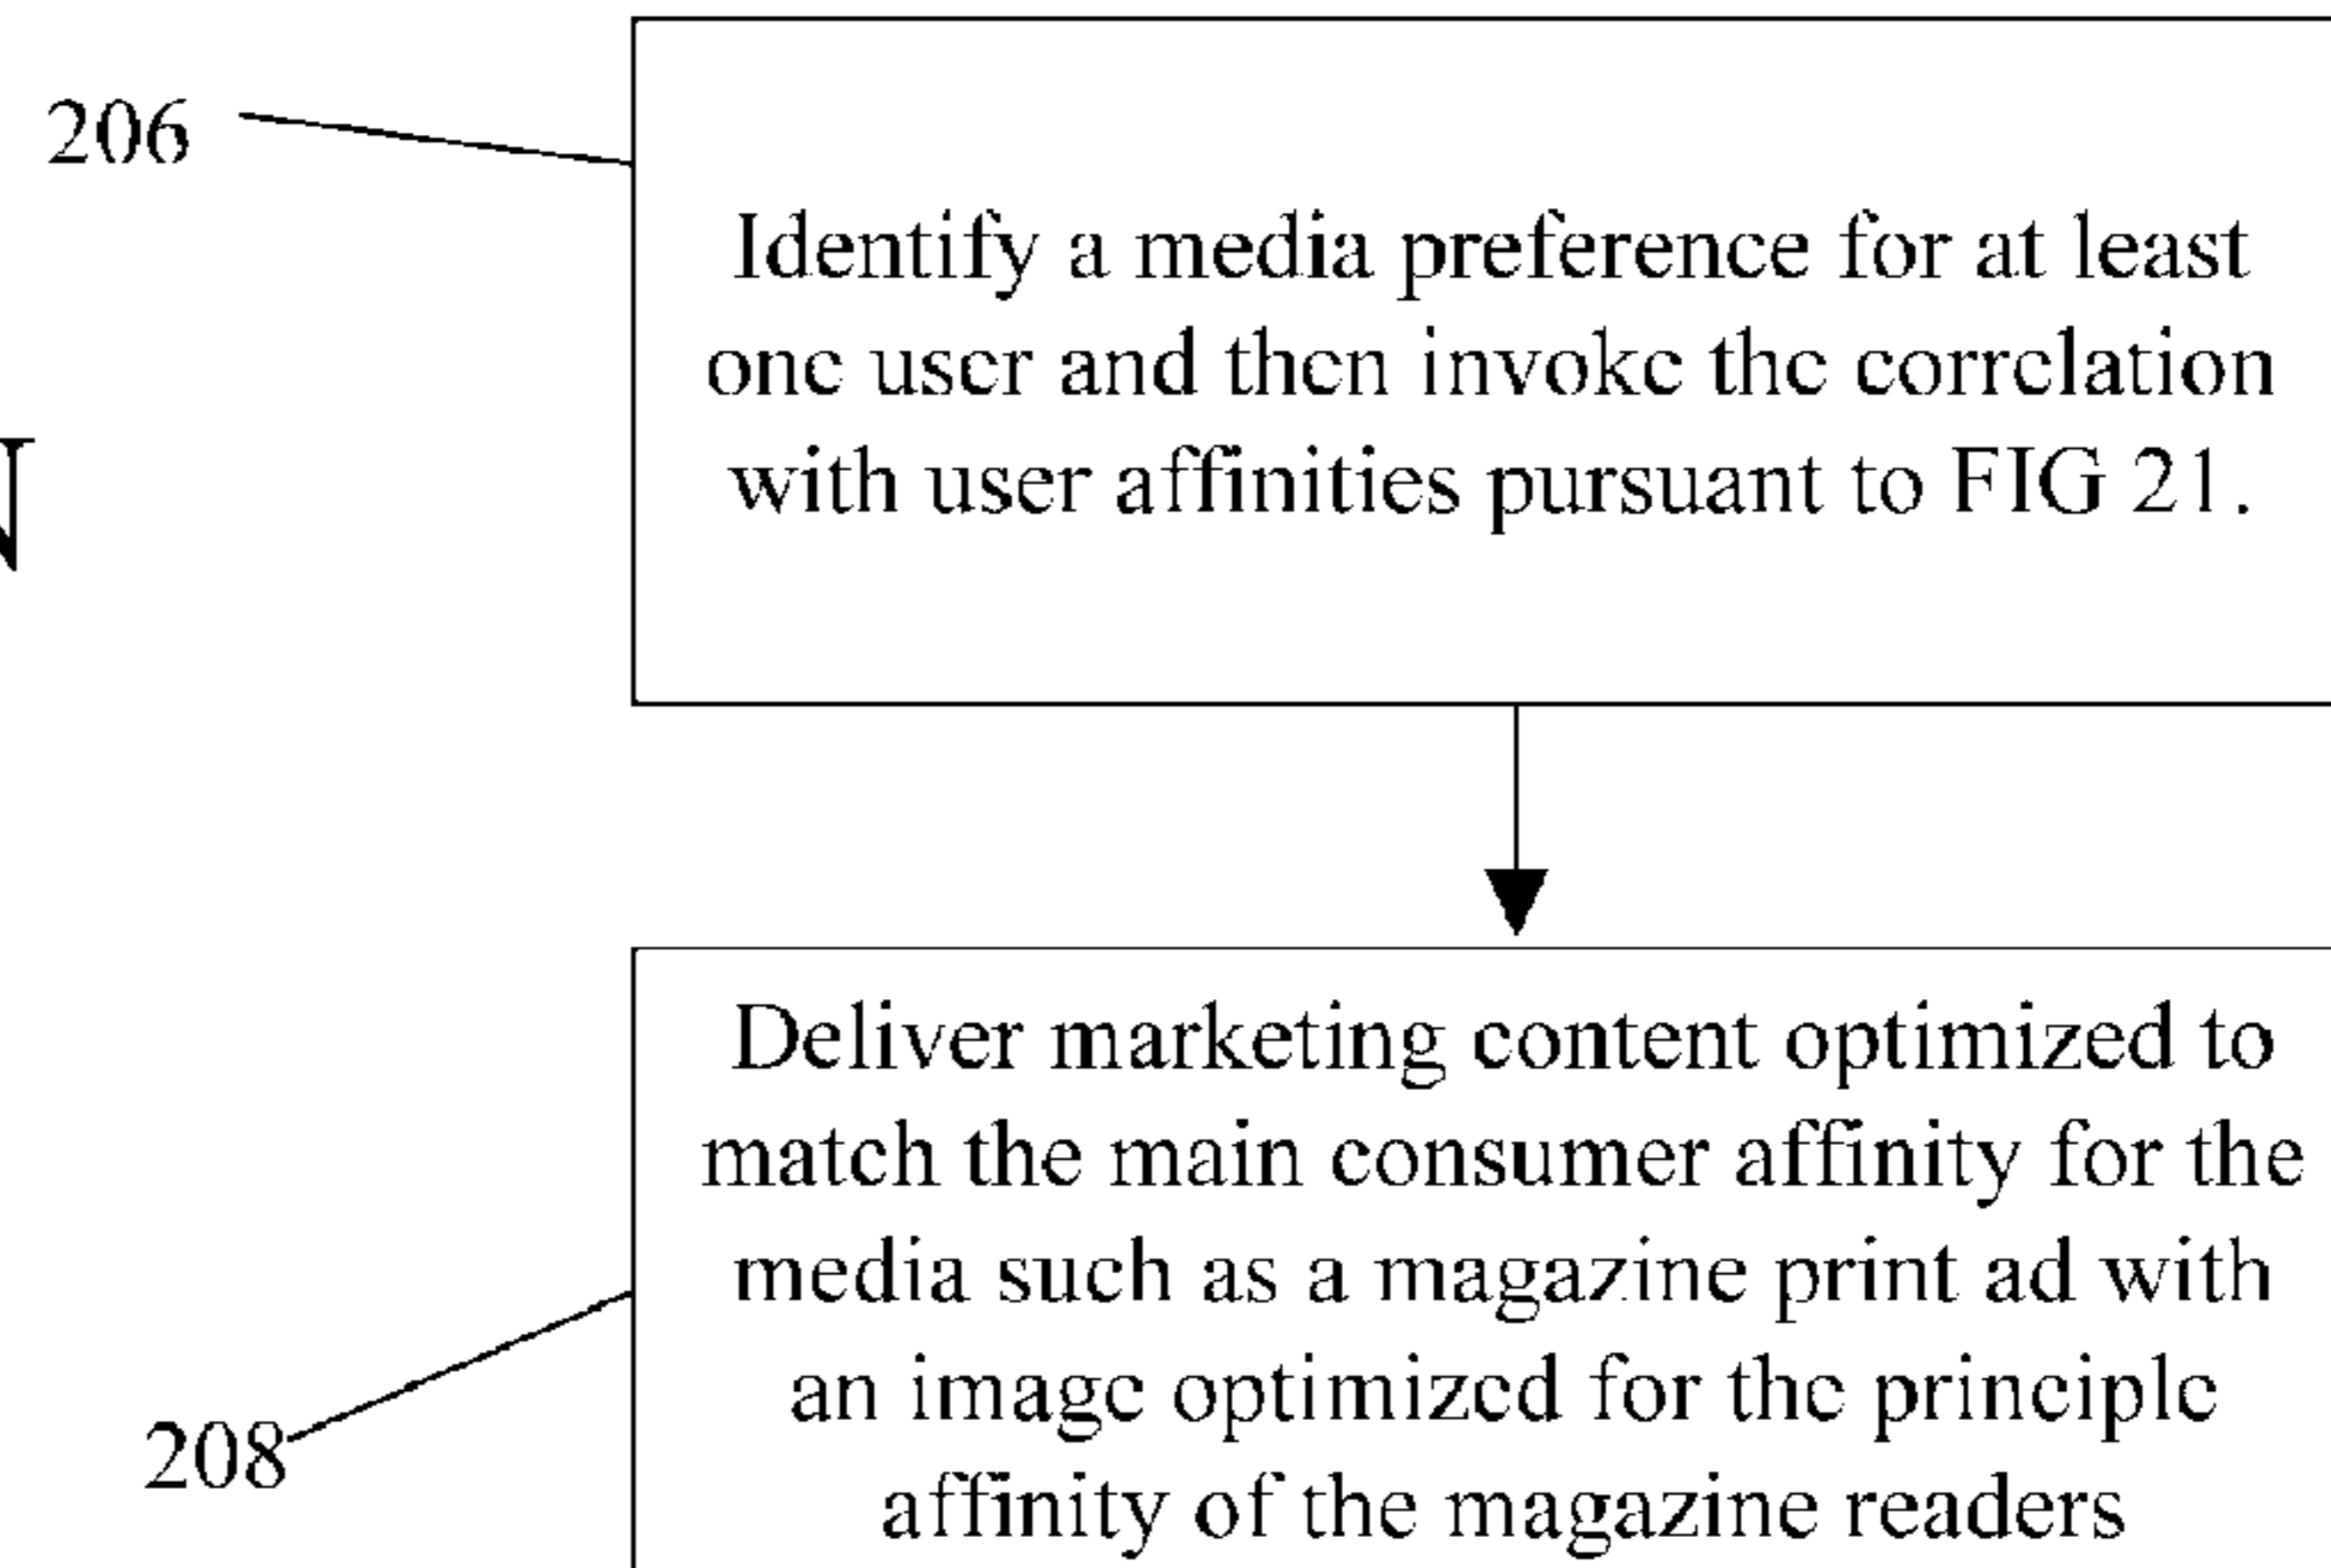 206
Identify a media preference for at least
one user and then invoke the correlation
with user affinities pursuant to FIG 21.
N
Deliver marketing content optimized to
match the main consumer affinity for the
media such as a magazine print ad with
an image optimized for the principle
affinity of the magazine readers
208